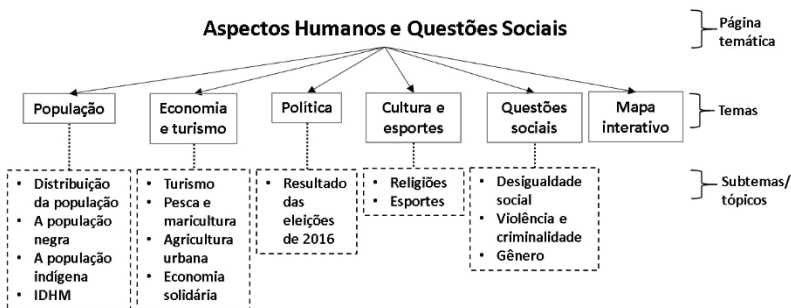 Aspectos Humanos e Questões Sociais
Página
temática
População
Economia
e turismo
Política
Cultura e
esportes
Questões
sociais
Mapa
interativo
Temas
• Distribuição
da população
• A população
negra
• A população
indígena
• IDHM
• Turismo
• Pesca e
maricultura
• Agricultura
urbana
• Economia
solidária
• Resultado
das
eleições
de 2016
• Religiões
• Esportes
• Desigualdade
social
• Violência e
criminalidade
• Gênero
Subtemas/
tópicos